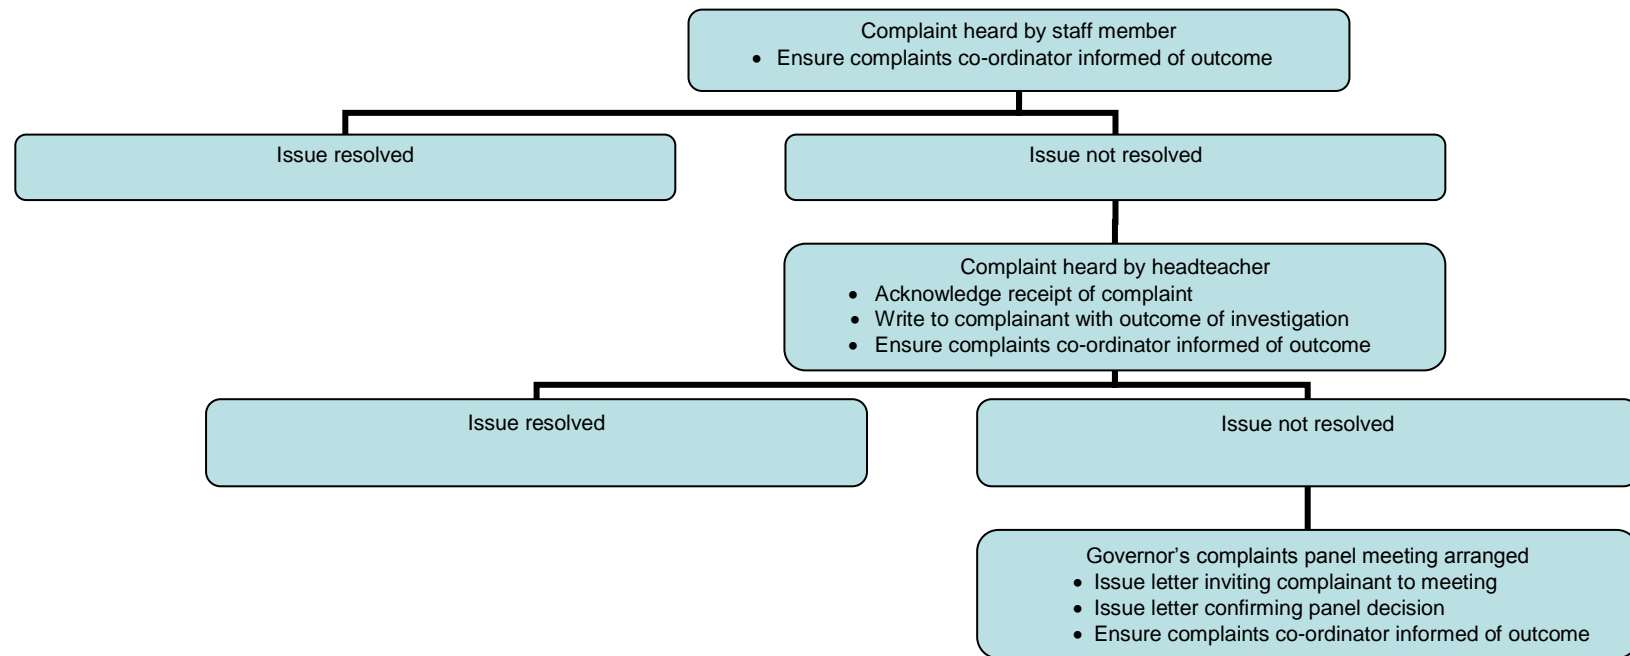 Complaint heard by staff member
• Ensure complaints co-ordinator informed of outcome
Issue resolved
Issue not resolved
Complaint heard by headteacher
• Acknowledge receipt of complaint
• Write to complainant with outcome of investigation
• Ensure complaints co-ordinator informed of outcome
Issue resolved
Issue not resolved
Governor’s complaints panel meeting arranged
• Issue letter inviting complainant to meeting
• Issue letter confirming panel decision
• Ensure complaints co-ordinator informed of outcome